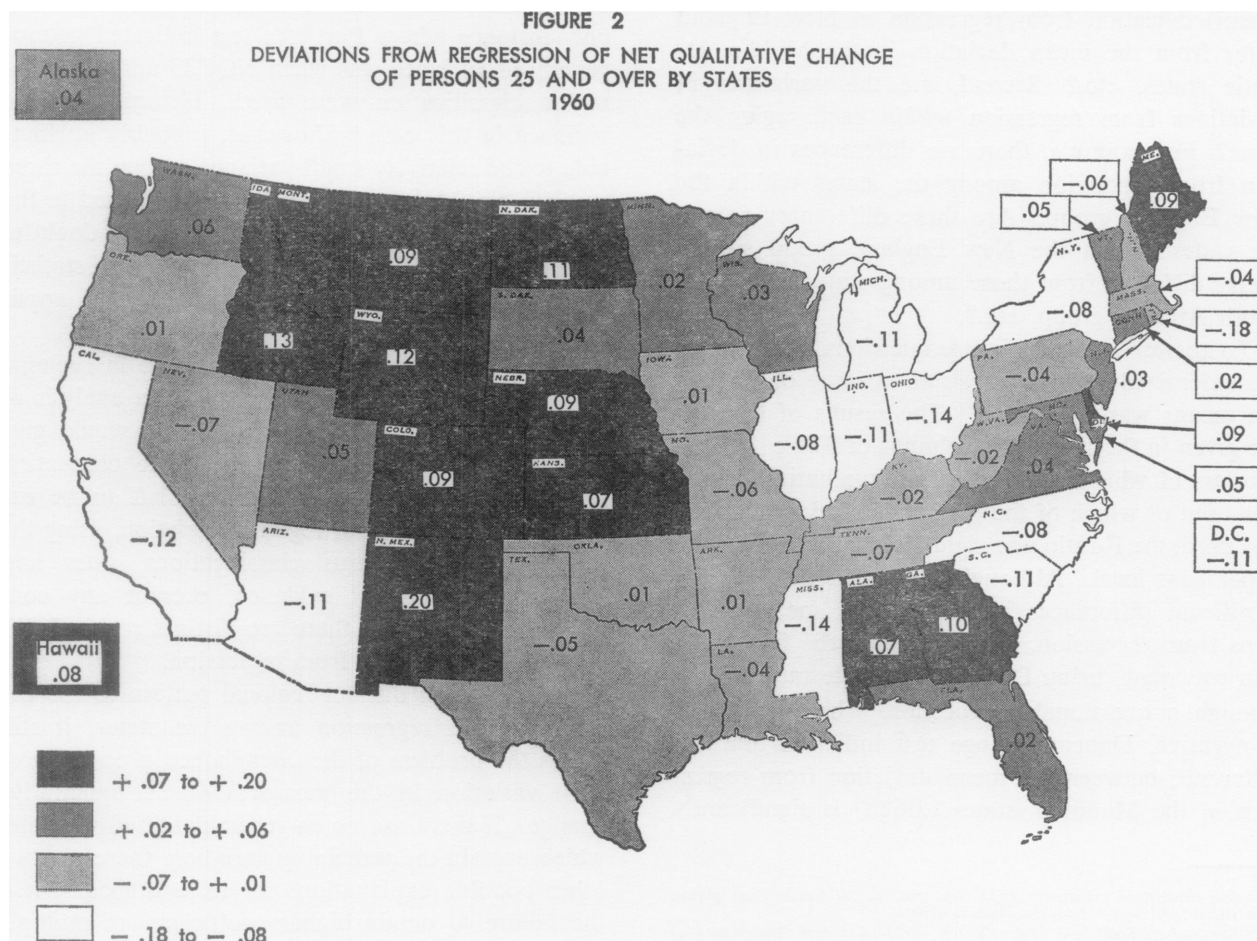 FIGURE 2
DEVIATIONS FROM REGRESSION OF NET QUALITATIVE CHANGE
OF PERSONS 25 AND OVER BY STATES
1960
Alaska
.04
WASH.
.06
ORE.
.01
CAL.
-.12
NEV.
-.07
IDA
.13
MONT.
.09
WYO.
.12
UTAH
.05
COLO.
.09
ARIZ.
-.11
N. MEX.
.20
N. DAK.
.11
S. DAK.
.04
NEBR.
.09
KANS.
.07
OKLA.
.01
TEX.
-.05
MINN.
.02
IOWA
.01
MO.
-.06
ARK.
.01
LA.
-.04
WIS.
.03
ILL.
-.08
MICH.
-.11
IND.
-.11
OHIO
-.14
KY.
-.02
TENN.
-.07
MISS.
-.14
ALA.
.07
GA.
.10
FLA.
.02
S. C.
-.11
N. C.
-.08
VA.
.04
W. VA.
-.02
MD.
PA.
-.04
N. Y.
-.08
N.J.
.03
DEL
VT.
.05
N.H.
-.06
ME.
.09
MASS.
-.04
CONN.
-.18
.02
.09
.05
D.C.
-.11
Hawaii
.08
+ .07 to + .20
+ .02 to + .06
- .07 to + .01
- .18 to - .08